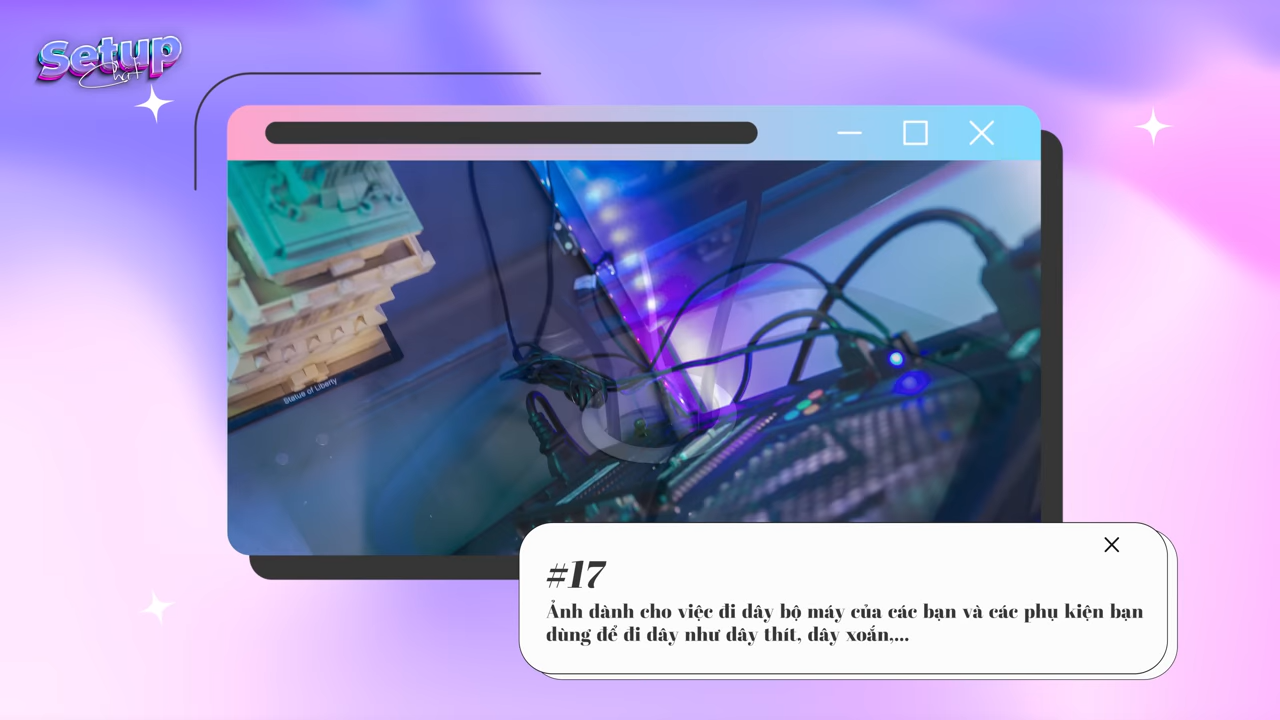 Setup
Chat
Statue of Liberty
#17
Ảnh dành cho việc đi dây bộ máy của các bạn và các phụ kiện bạn
dùng để đi dây như dây thít, dây xoắn,...